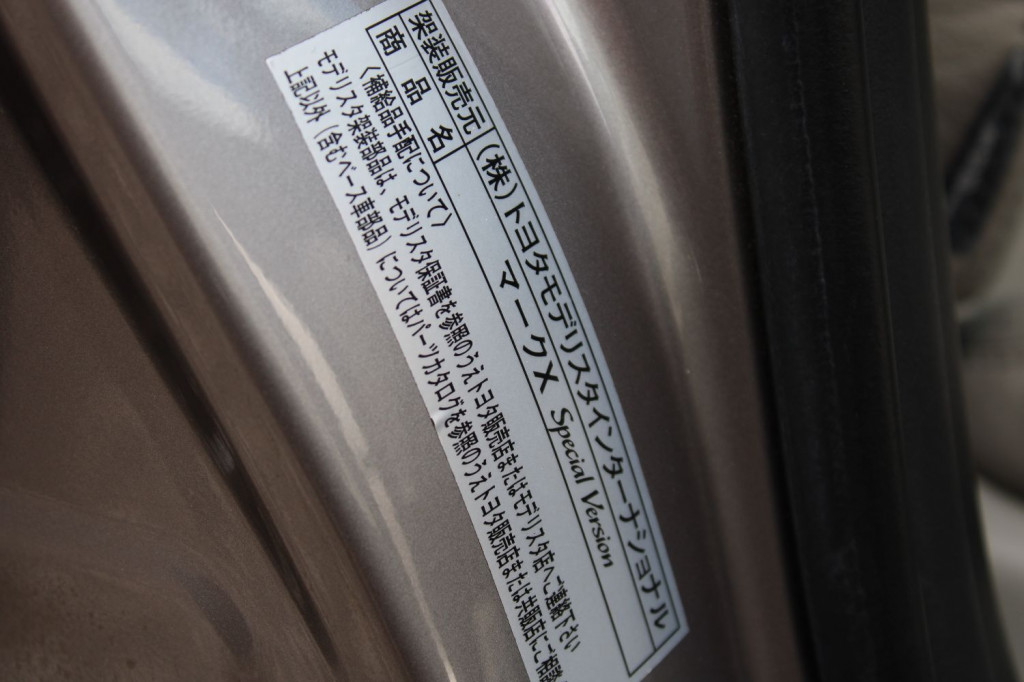 架装販売元 (株)トヨタモデリスタインターナショナル
商品名 マークX Special Version
〈補給品手配について〉
モデリスタ架装部品は、モデリスタ保証書を参照のうえトヨタ販売店またはモデリスタ店へご連絡下さい
上記以外(含むベース車部品)についてはパーツカタログを参照のうえトヨタ販売店または共販店にご相談